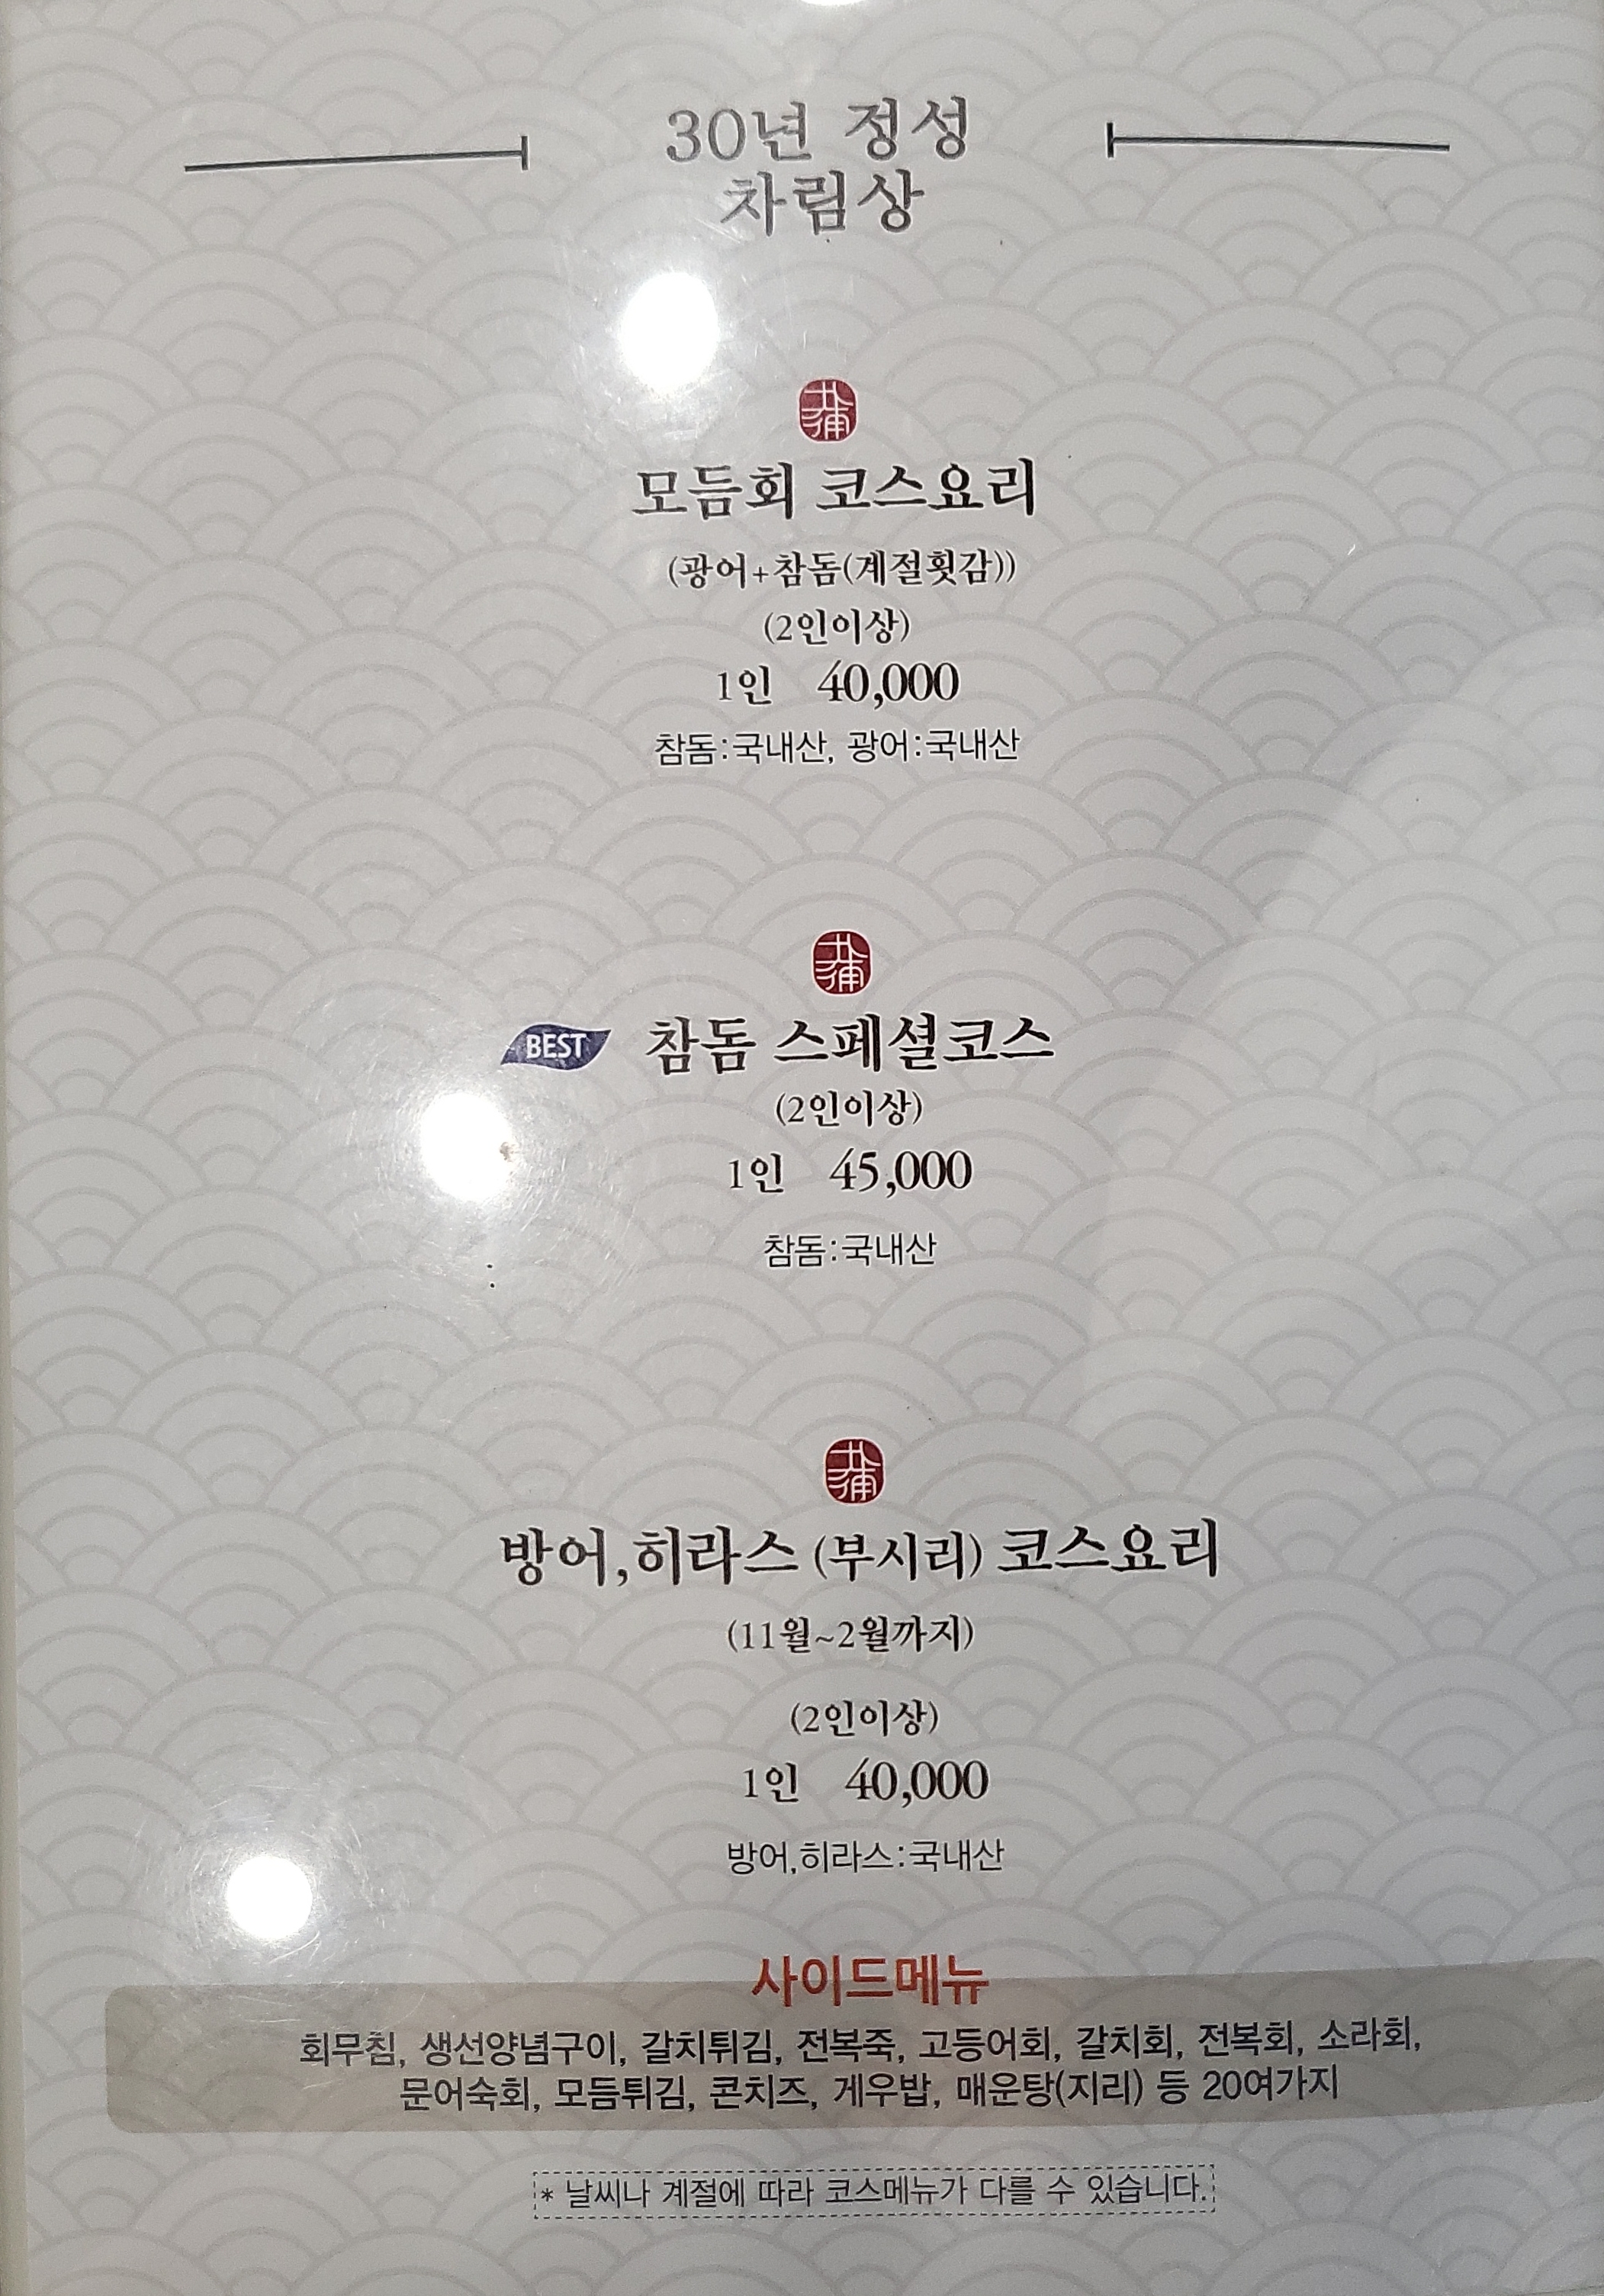 30년 정성
차림상
모듬회 코스요리
(광어+참돔(계절횟감))
(2인이상)
1인 40,000
참돔:국내산, 광어:국내산
BEST 참돔 스페셜코스
(2인이상)
1인 45,000
참돔:국내산
방어,히라스 (부시리) 코스요리
(11월~2월까지)
(2인이상)
1인 40,000
방어,히라스:국내산
사이드메뉴
회무침, 생선양념구이, 갈치튀김, 전복죽, 고등어회, 갈치회, 전복회, 소라회,
문어숙회, 모듬튀김, 콘치즈, 게우밥, 매운탕(지리) 등 20여가지
* 날씨나 계절에 따라 코스메뉴가 다를 수 있습니다.